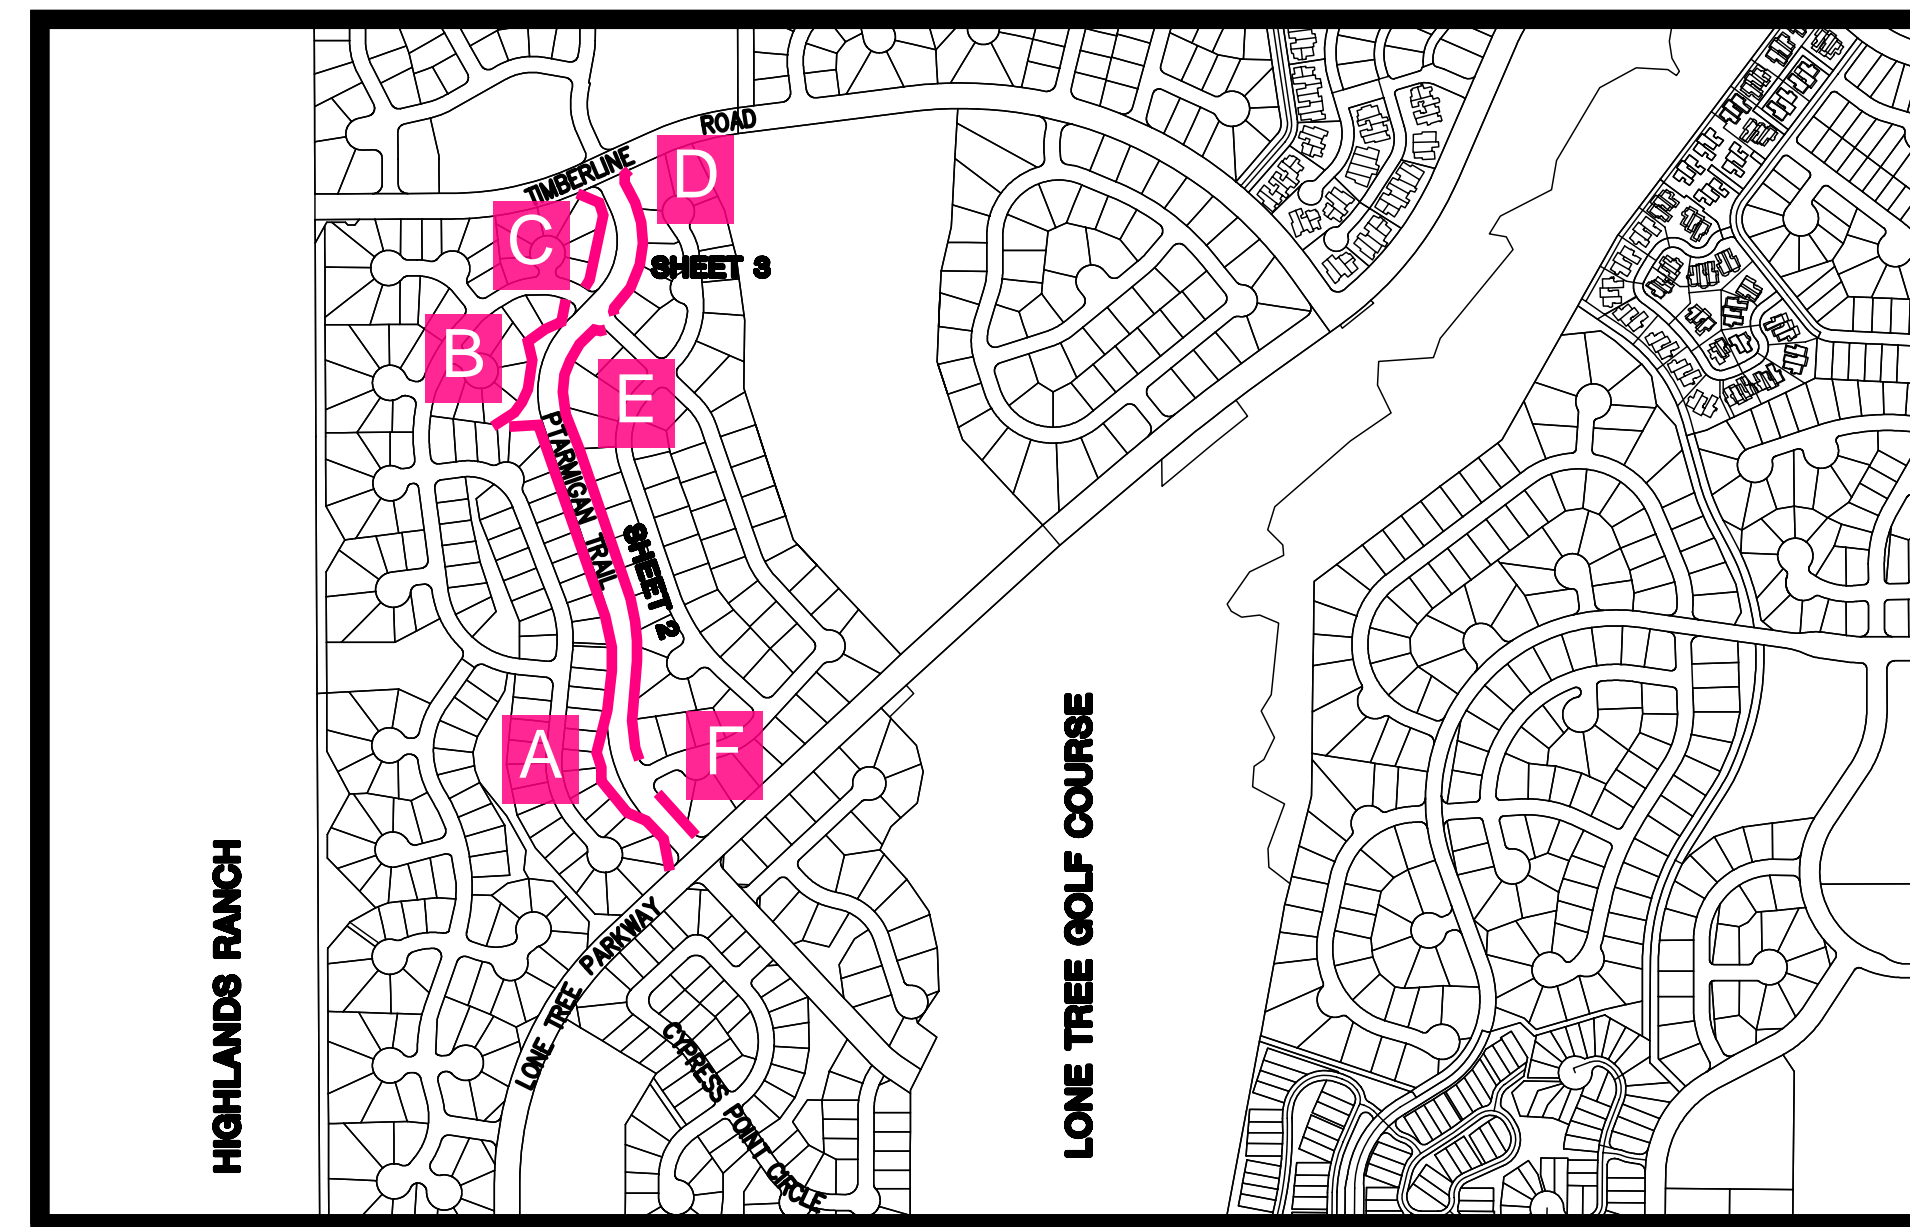 ROAD
TIMBERLINE
D
C
SHEET 3
B
E
PTARMIGAN TRAIL
SHEET 2
A
F
HIGHLANDS RANCH
LONE TREE GOLF COURSE
LONE TREE PARKWAY
CYPRESS POINT CIRCLE